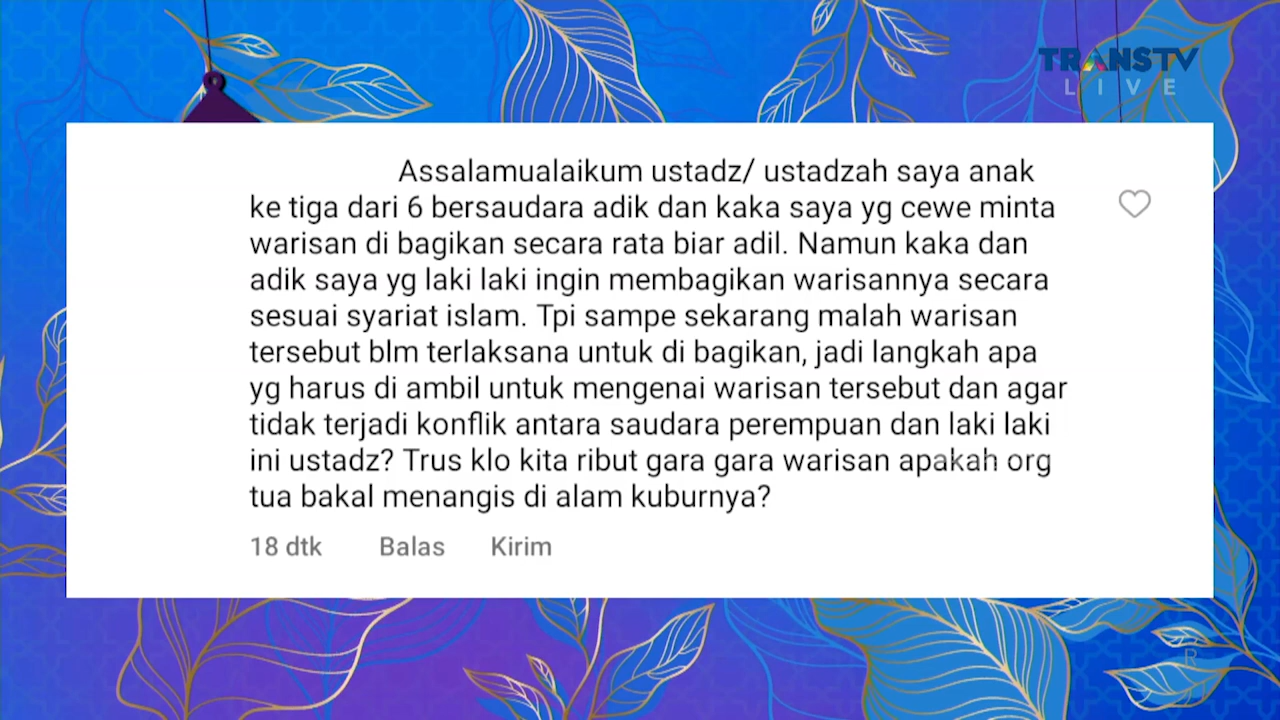 TRANSTV
LIVE
Assalamualaikum ustadz/ ustadzah saya anak
ke tiga dari 6 bersaudara adik dan kaka saya yg cewe minta
warisan di bagikan secara rata biar adil. Namun kaka dan
adik saya yg laki laki ingin membagikan warisannya secara
sesuai syariat islam. Tpi sampe sekarang malah warisan
tersebut blm terlaksana untuk di bagikan, jadi langkah apa
yg harus di ambil untuk mengenai warisan tersebut dan agar
tidak terjadi konflik antara saudara perempuan dan laki laki
ini ustadz? Trus klo kita ribut gara gara warisan apakah org
tua bakal menangis di alam kuburnya?
18 dtk Balas Kirim
R